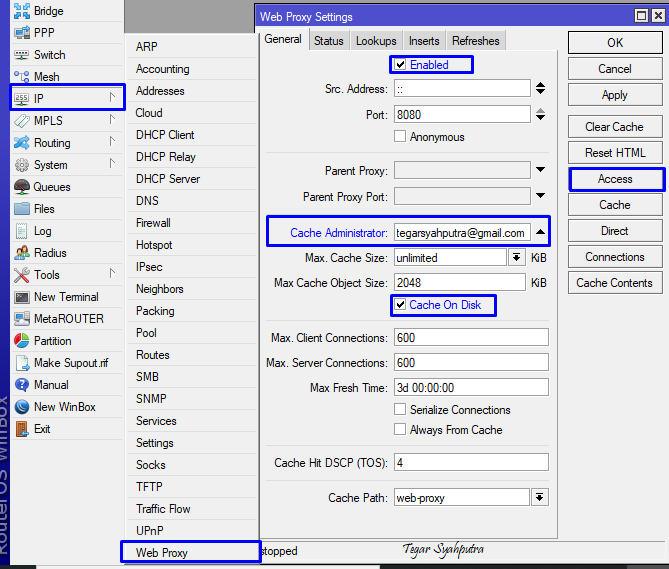 Bridge
PPP
Switch
Mesh
255
IP
MPLS
Routing
System
Queues
Files
Log
Radius
Tools
New Terminal
MetaROUTER
Partition
Make Supout.rif
Manual
New WinBox
Exit
RouterOS WinBox
ARP
Accounting
Addresses
Cloud
DHCP Client
DHCP Relay
DHCP Server
DNS
Firewall
Hotspot
IPsec
Neighbors
Packing
Pool
Routes
SMB
SNMP
Services
Settings
Socks
TFTP
Traffic Flow
UPnP
Web Proxy
Web Proxy Settings
General Status Lookups Inserts Refreshes
Enabled
Src. Address: ::
Port: 8080
Anonymous
Parent Proxy:
Parent Proxy Port:
Cache Administrator: tegarsyahputra@gmail.com
Max. Cache Size: unlimited KiB
Max Cache Object Size: 2048 KiB
Cache On Disk
Max. Client Connections: 600
Max. Server Connections: 600
Max Fresh Time: 3d 00:00:00
Serialize Connections
Always From Cache
Cache Hit DSCP (TOS): 4
Cache Path: web-proxy
stopped
Tegar Syahputra
OK
Cancel
Apply
Clear Cache
Reset HTML
Access
Cache
Direct
Connections
Cache Contents